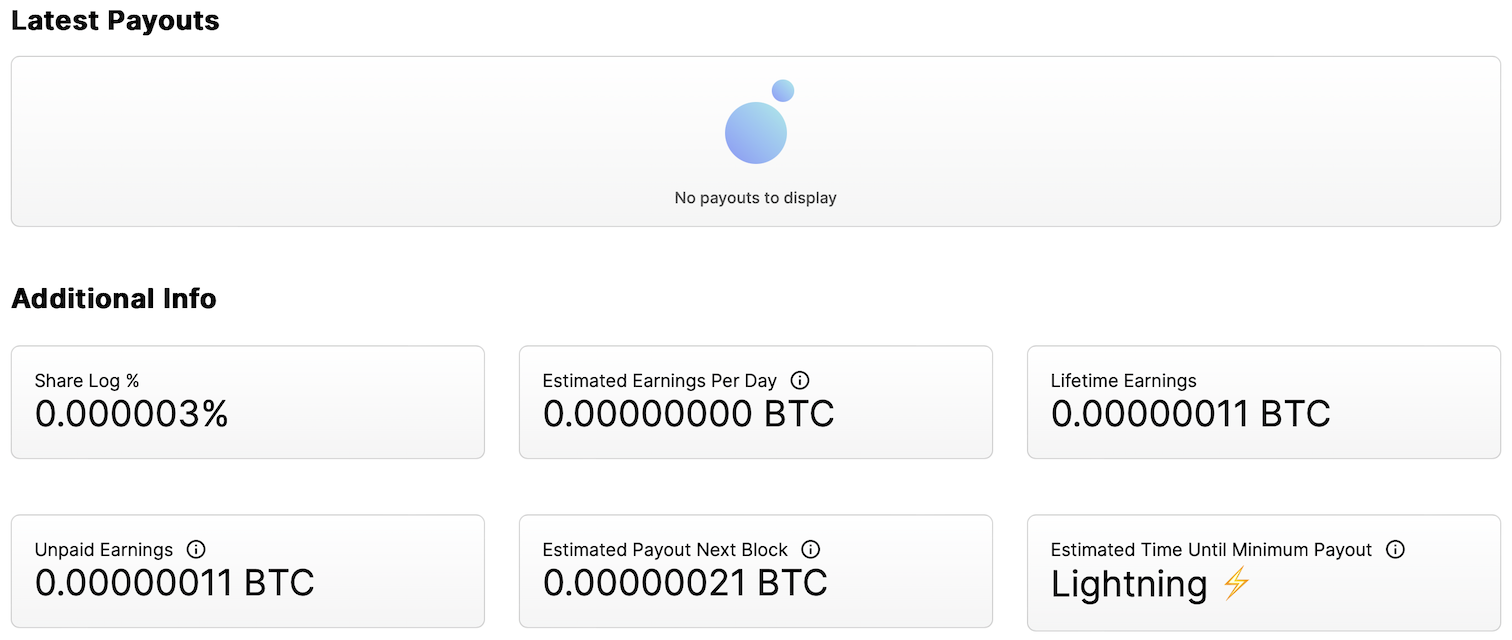 Latest Payouts
No payouts to display
Additional Info
Share Log %
0.000003%
Estimated Earnings Per Day
0.00000000 BTC
Lifetime Earnings
0.00000011 BTC
Unpaid Earnings
0.00000011 BTC
Estimated Payout Next Block
0.00000021 BTC
Estimated Time Until Minimum Payout
Lightning ⚡